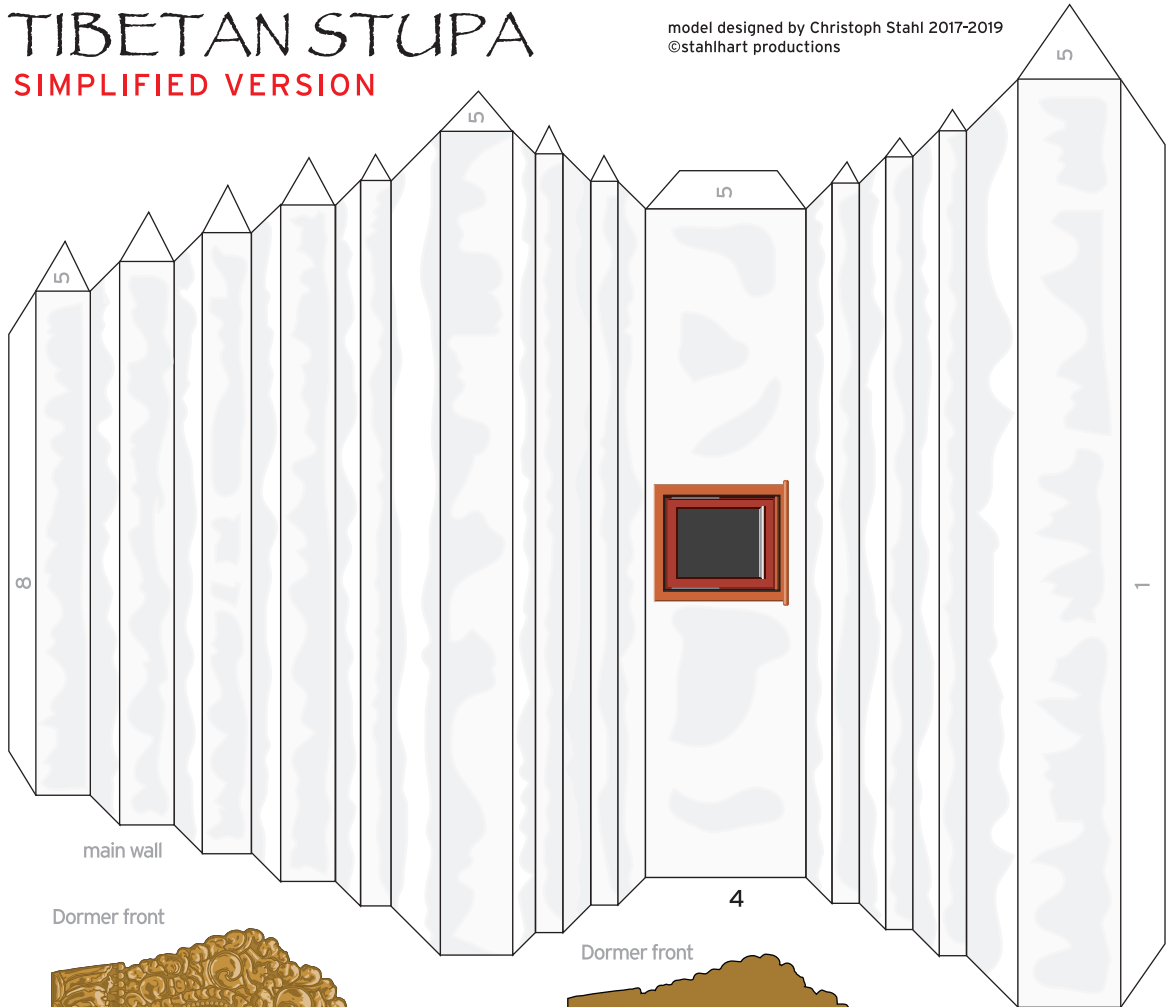 TIBETAN STUPA
SIMPLIFIED VERSION
model designed by Christoph Stahl 2017-2019
©stahlhart productions
5
5
5
5
8
1
main wall
4
Dormer front
Dormer front